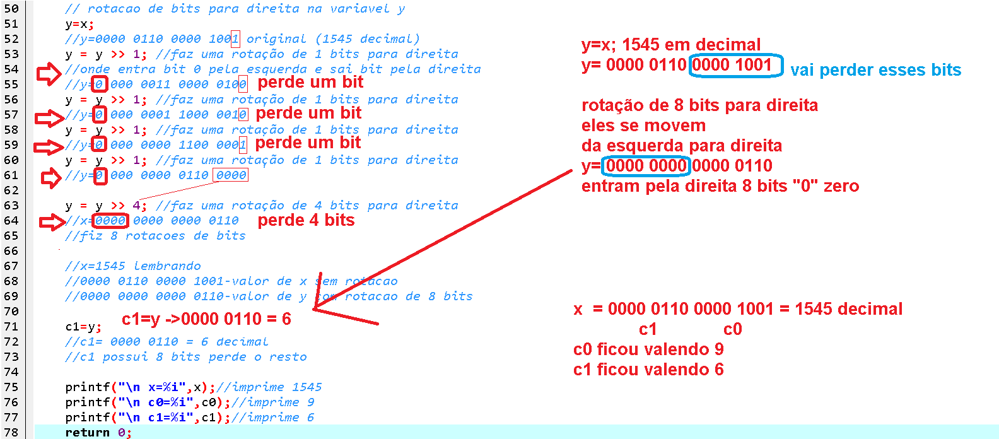 50 // rotacao de bits para direita na variavel y
51 y=x;
52 //y=0000 0110 0000 1001 original (1545 decimal)
53 y = y >> 1; //faz uma rotação de 1 bits para direita
54 //onde entra bit 0 pela esquerda e sai bit pela direita
55 //y=0 000 0011 0000 0100 perde um bit
56 y = y >> 1; //faz uma rotação de 1 bits para direita
57 //y=0 000 0001 1000 0010 perde um bit
58 y = y >> 1; //faz uma rotação de 1 bits para direita
59 //y=0 000 0000 1100 0001 perde um bit
60 y = y >> 1; //faz uma rotação de 1 bits para direita
61 //y=0 000 0000 0110 0000
62
63 y = y >> 4; //faz uma rotação de 4 bits para direita
64 //x=0000 0000 0000 0110 perde 4 bits
65 //fiz 8 rotacoes de bits
66
67 //x=1545 lembrando
68 //0000 0110 0000 1001-valor de x sem rotacao
69 //0000 0000 0000 0110-valor de y com rotacao de 8 bits
70
c1=y ->0000 0110 = 6
71 c1=y;
72 //c1= 0000 0110 = 6 decimal
73 //c1 possui 8 bits perde o resto
74
75 printf("\n x=%i",x);//imprime 1545
76 printf("\n c0=%i",c0);//imprime 9
77 printf("\n c1=%i",c1);//imprime 6
78 return 0;
y=x; 1545 em decimal
y= 0000 0110 0000 1001 vai perder esses bits
rotação de 8 bits para direita
eles se movem
da esquerda para direita
y= 0000 0000 0000 0110
entram pela direita 8 bits "0" zero
x = 0000 0110 0000 1001 = 1545 decimal
c1 c0
c0 ficou valendo 9
c1 ficou valendo 6